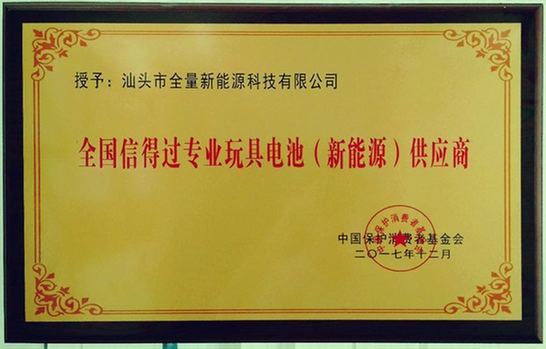 授予：汕头市全量新能源科技有限公司
全国信得过专业玩具电池（新能源）供应商
中国保护消费者基金会
二〇一七年十二月